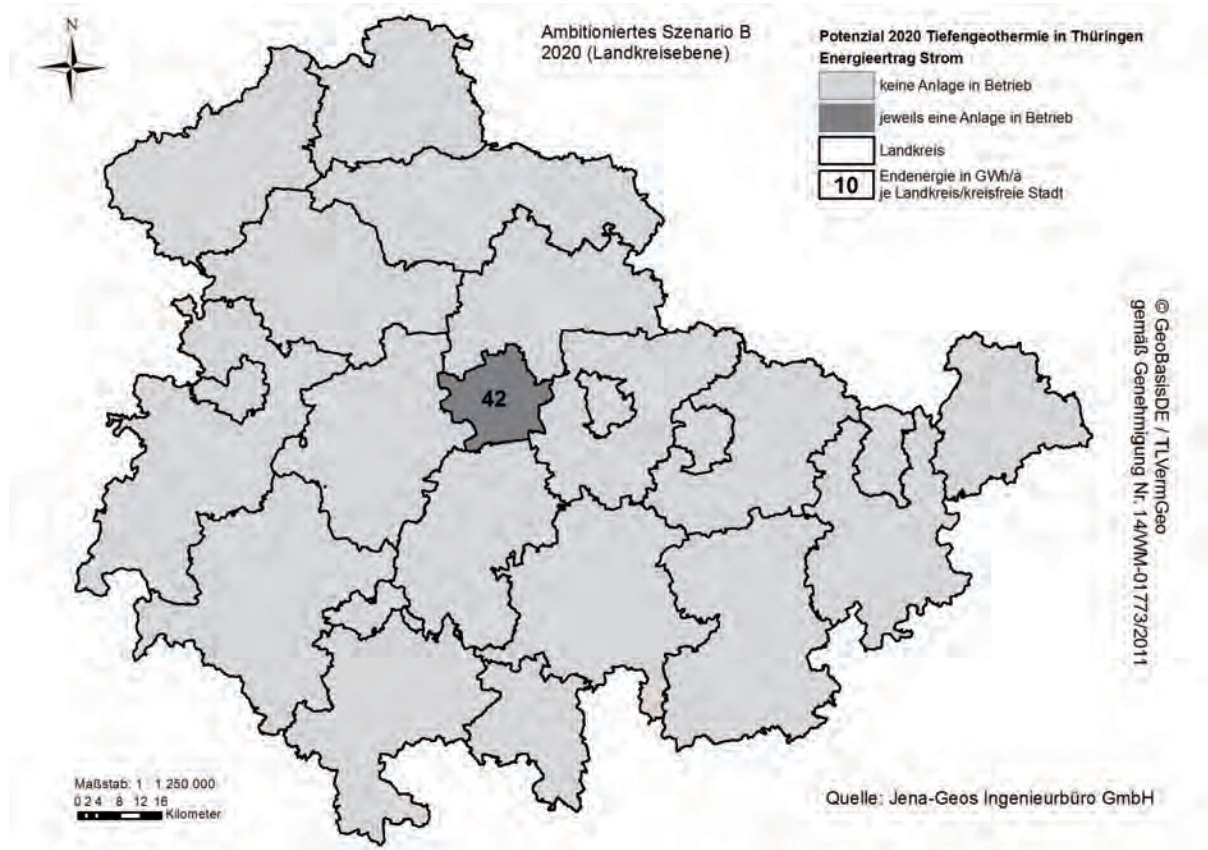 N
Ambitioniertes Szenario B
2020 (Landkreisebene)
Potenzial 2020 Tiefengeothermie in Thüringen
Energieertrag Strom
keine Anlage in Betrieb
jeweils eine Anlage in Betrieb
Landkreis
10
Endenergie in GWh/a
je Landkreis/kreisfreie Stadt
42
© GeoBasisDE / TLVermGeo
gemäß Genehmigung Nr. 14/WM-01773/2011
Maßstab: 1 : 1.250 000
0 2 4 8 12 16
Kilometer
Quelle: Jena-Geos Ingenieurbüro GmbH